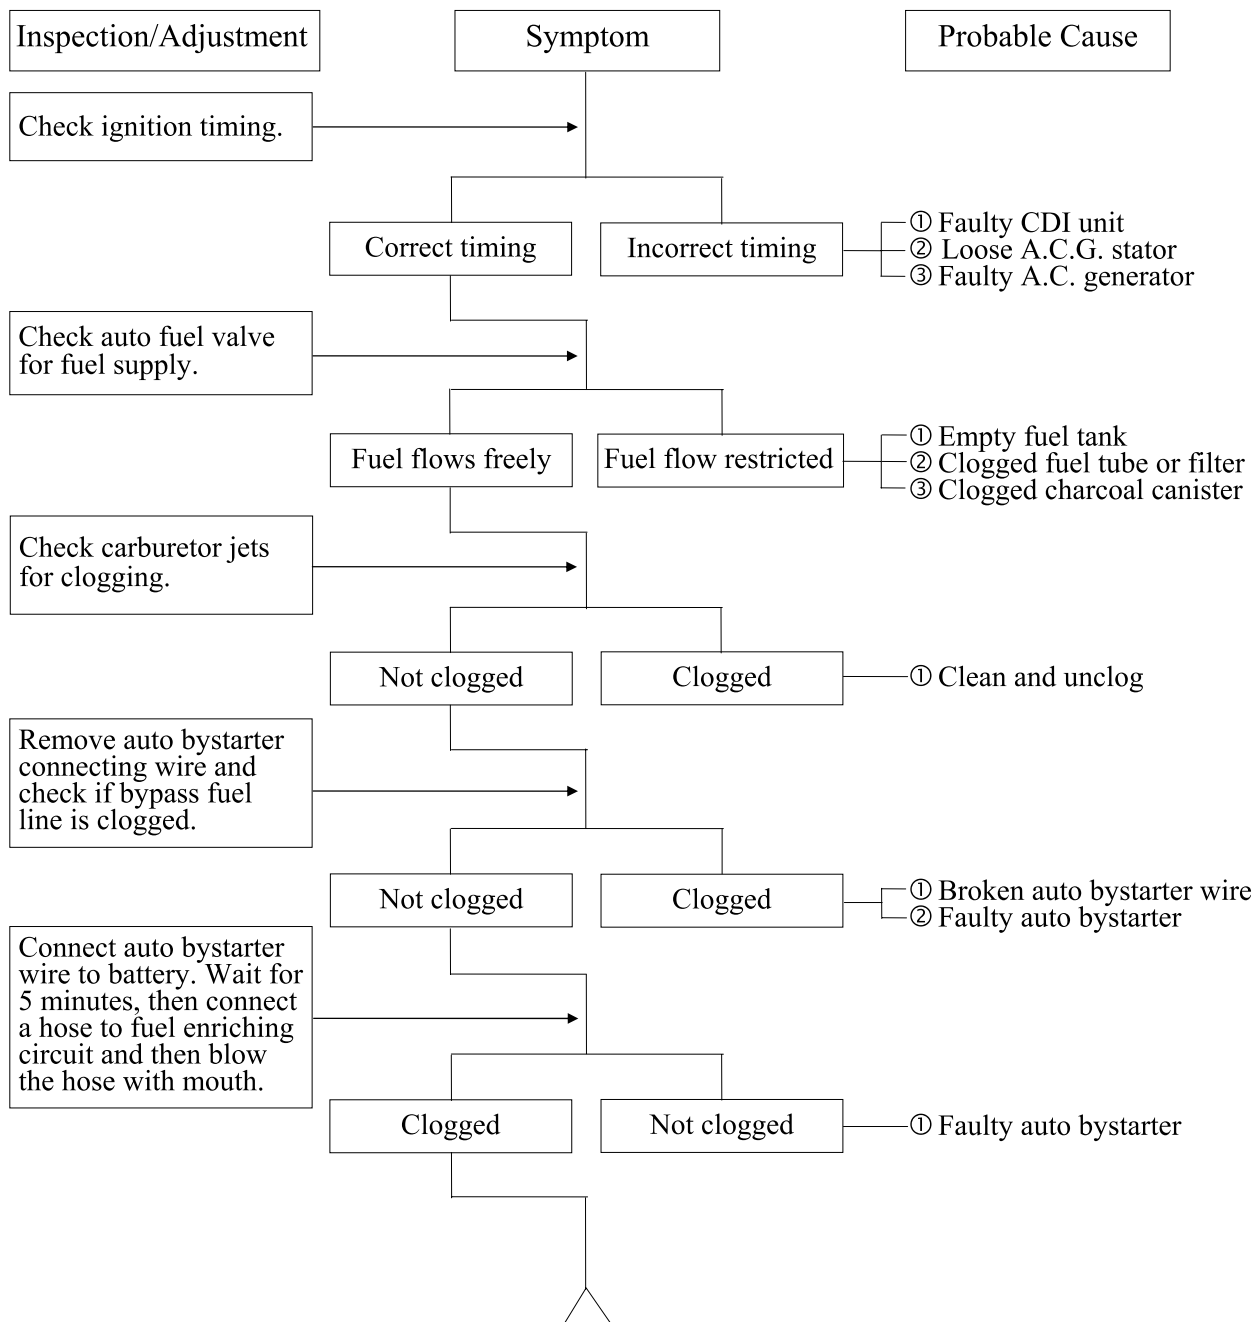 Inspection/Adjustment
Symptom
Probable Cause
Check ignition timing.
Correct timing
Incorrect timing
① Faulty CDI unit
② Loose A.C.G. stator
③ Faulty A.C. generator
Check auto fuel valve
for fuel supply.
Fuel flows freely
Fuel flow restricted
① Empty fuel tank
② Clogged fuel tube or filter
③ Clogged charcoal canister
Check carburetor jets
for clogging.
Not clogged
Clogged
① Clean and unclog
Remove auto bystarter
connecting wire and
check if bypass fuel
line is clogged.
Not clogged
Clogged
① Broken auto bystarter wire
② Faulty auto bystarter
Connect auto bystarter
wire to battery. Wait for
5 minutes, then connect
a hose to fuel enriching
circuit and then blow
the hose with mouth.
Clogged
Not clogged
① Faulty auto bystarter